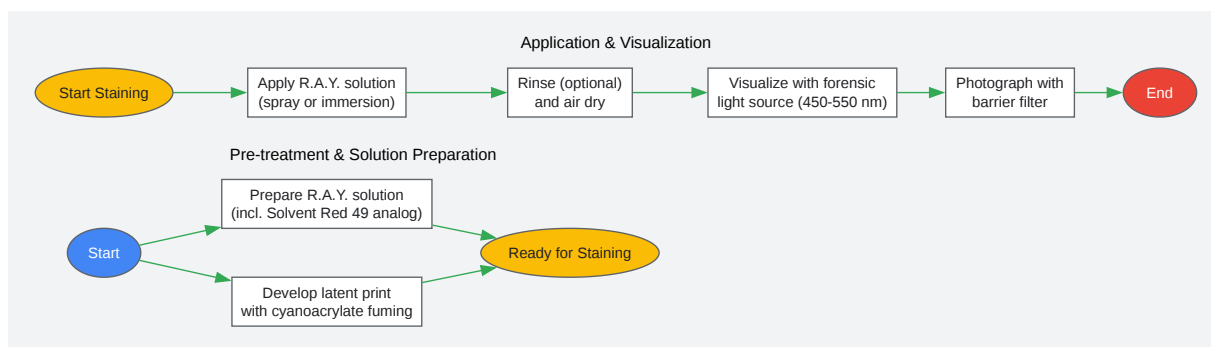 Application & Visualization
Start Staining
Apply R.A.Y. solution
(spray or immersion)
Rinse (optional)
and air dry
Visualize with forensic
light source (450-550 nm)
Photograph with
barrier filter
End
Pre-treatment & Solution Preparation
Start
Prepare R.A.Y. solution
(incl. Solvent Red 49 analog)
Develop latent print
with cyanoacrylate fuming
Ready for Staining